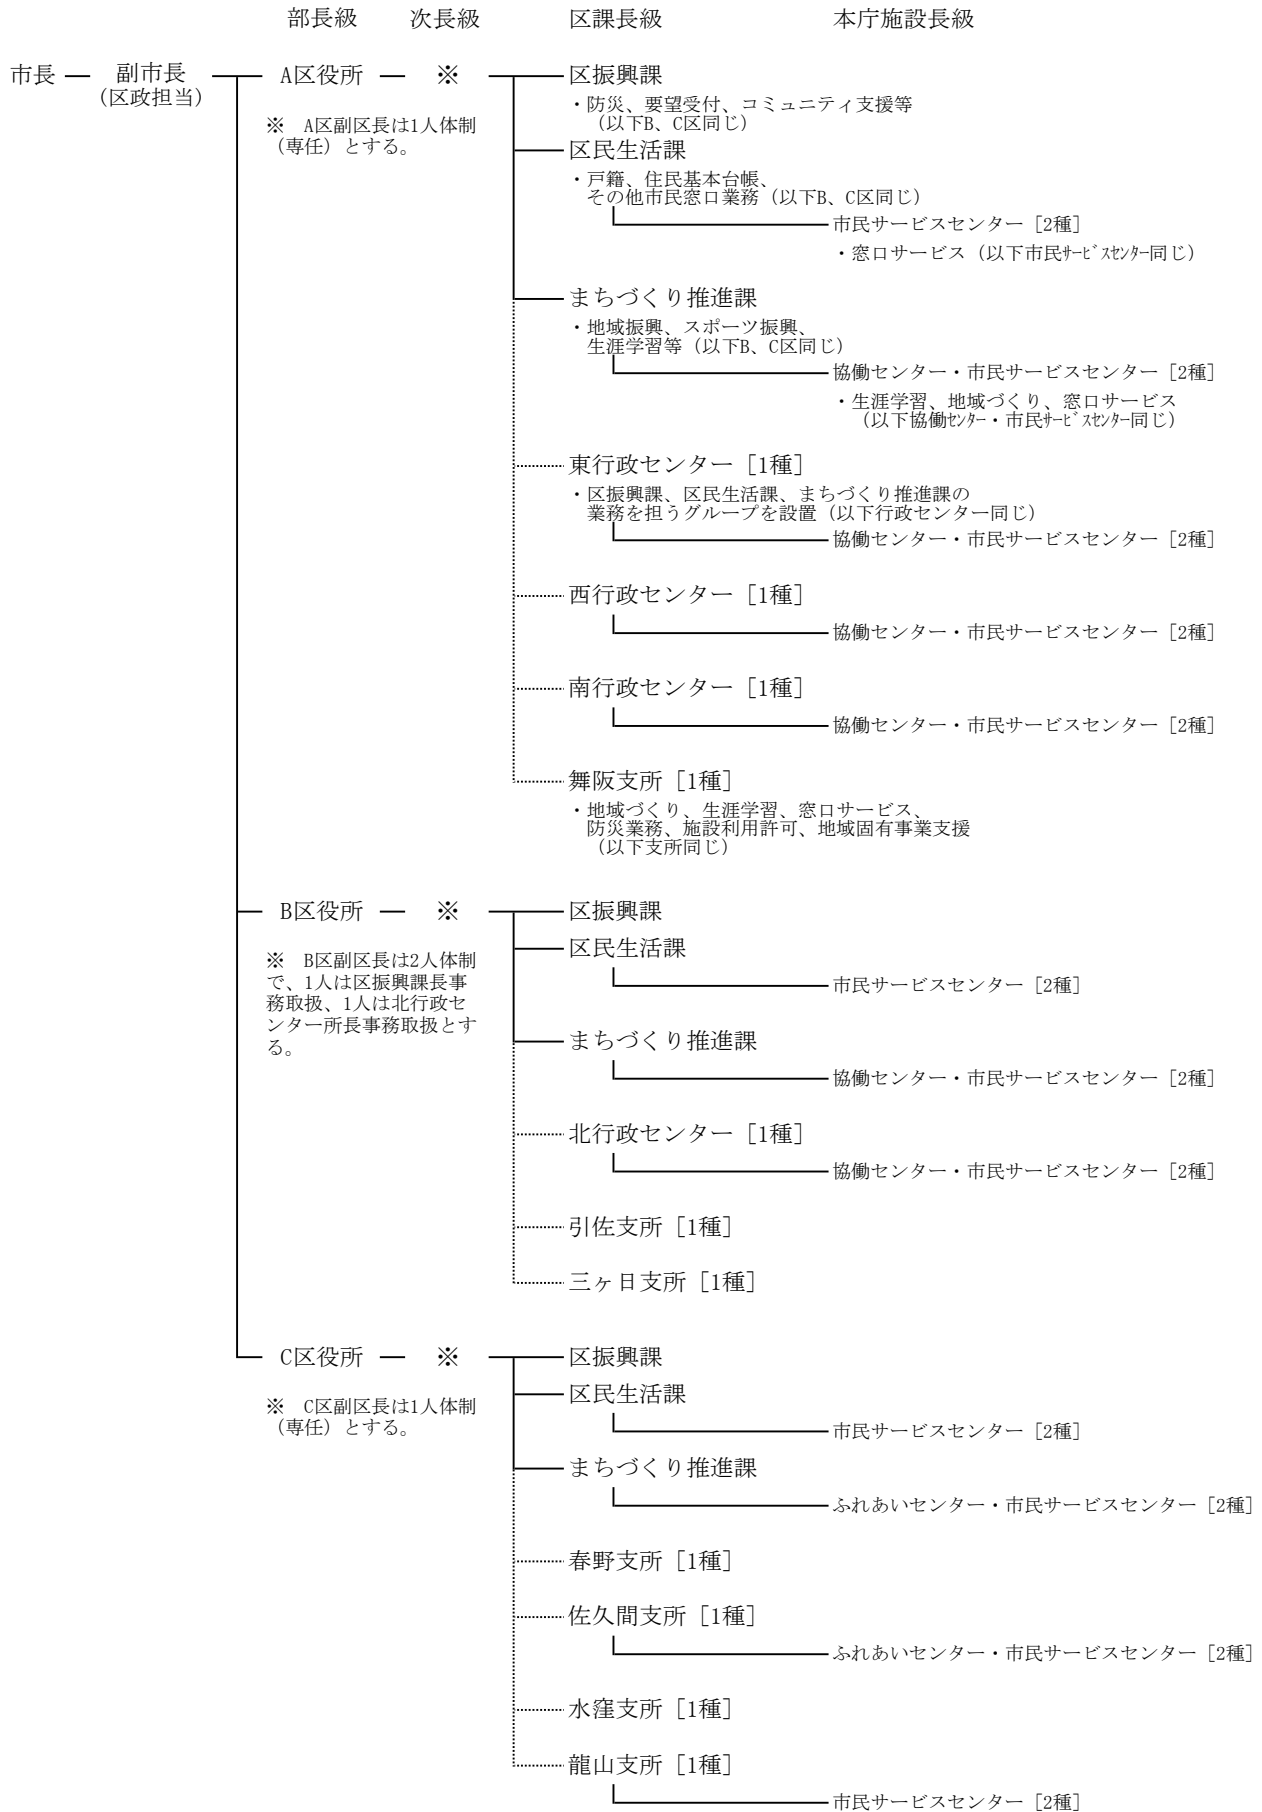 部長級 次長級 区課長級 本庁施設長級
市長 副市長 A区役所 ※ 区振興課
(区政担当)
・防災、要望受付、コミュニティ支援等
(以下B、C区同じ)
※ A区副区長は1人体制
(専任)とする。
区民生活課
・戸籍、住民基本台帳、
その他市民窓口業務(以下B、C区同じ)
市民サービスセンター[2種]
・窓口サービス(以下市民ｻｰﾋﾞｽｾﾝﾀｰ同じ)
まちづくり推進課
・地域振興、スポーツ振興、
生涯学習等(以下B、C区同じ)
協働センター・市民サービスセンター[2種]
・生涯学習、地域づくり、窓口サービス
(以下協働ｾﾝﾀｰ・市民ｻｰﾋﾞｽｾﾝﾀｰ同じ)
東行政センター[1種]
・区振興課、区民生活課、まちづくり推進課の
業務を担うグループを設置(以下行政センター同じ)
協働センター・市民サービスセンター[2種]
西行政センター[1種]
協働センター・市民サービスセンター[2種]
南行政センター[1種]
協働センター・市民サービスセンター[2種]
舞阪支所[1種]
・地域づくり、生涯学習、窓口サービス、
防災業務、施設利用許可、地域固有事業支援
(以下支所同じ)
B区役所 ※ 区振興課
※ B区副区長は2人体制
で、1人は区振興課長事
務取扱、1人は北行政セ
ンター所長事務取扱とす
る。
区民生活課
市民サービスセンター[2種]
まちづくり推進課
協働センター・市民サービスセンター[2種]
北行政センター[1種]
協働センター・市民サービスセンター[2種]
引佐支所[1種]
三ヶ日支所[1種]
C区役所 ※ 区振興課
※ C区副区長は1人体制
(専任)とする。
区民生活課
市民サービスセンター[2種]
まちづくり推進課
ふれあいセンター・市民サービスセンター[2種]
春野支所[1種]
佐久間支所[1種]
ふれあいセンター・市民サービスセンター[2種]
水窪支所[1種]
龍山支所[1種]
市民サービスセンター[2種]